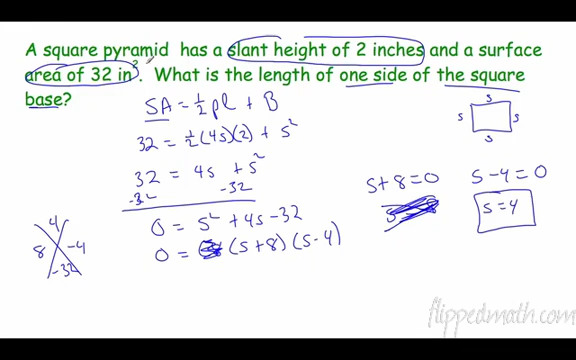 A square pyramid has a slant height of 2 inches and a surface
area of 32 in². What is the length of one side of the square
base?
SA = 1/2 pl + B
32 = 1/2 (4s)(2) + s²
32 = 4s + s²
-32 -32
0 = s² + 4s - 32
0 = (s + 8)(s - 4)
4
8 -4
-32
s
s s
s
s + 8 = 0 s - 4 = 0
s = 4
flippedmath.com